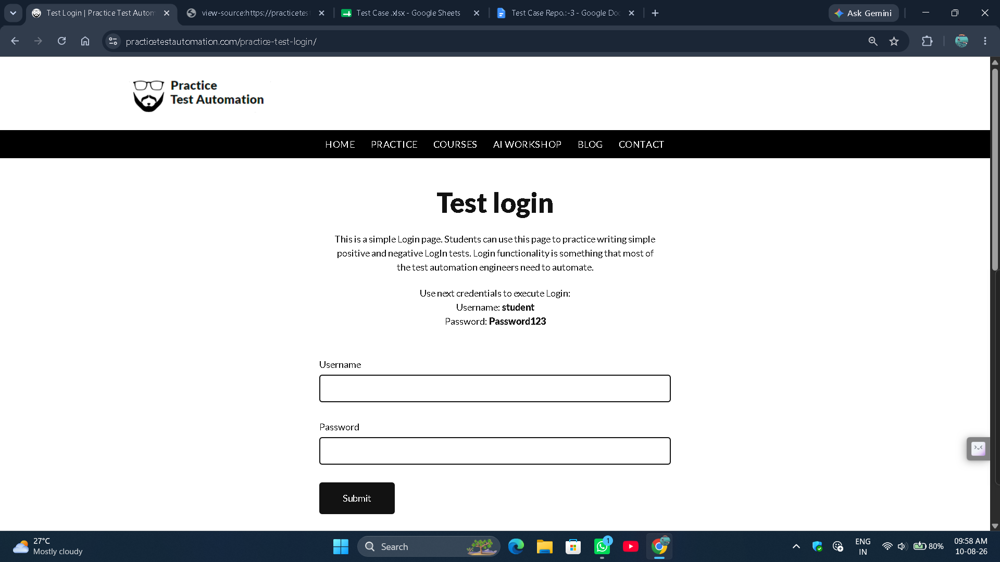 Test Login | Practice Test Autom
view-source:https://practicetes
Test Case .xlsx - Google Sheets
Test Case Repo.:-3 - Google Doc
Ask Gemini
practicetestautomation.com/practice-test-login/
Practice
Test Automation
HOME PRACTICE COURSES AI WORKSHOP BLOG CONTACT
Test login
This is a simple Login page. Students can use this page to practice writing simple
positive and negative LogIn tests. Login functionality is something that most of
the test automation engineers need to automate.
Use next credentials to execute Login:
Username: student
Password: Password123
Username
Password
Submit
27°C
Mostly cloudy
Search
1
ENG
IN
80%
09:58 AM
10-08-26